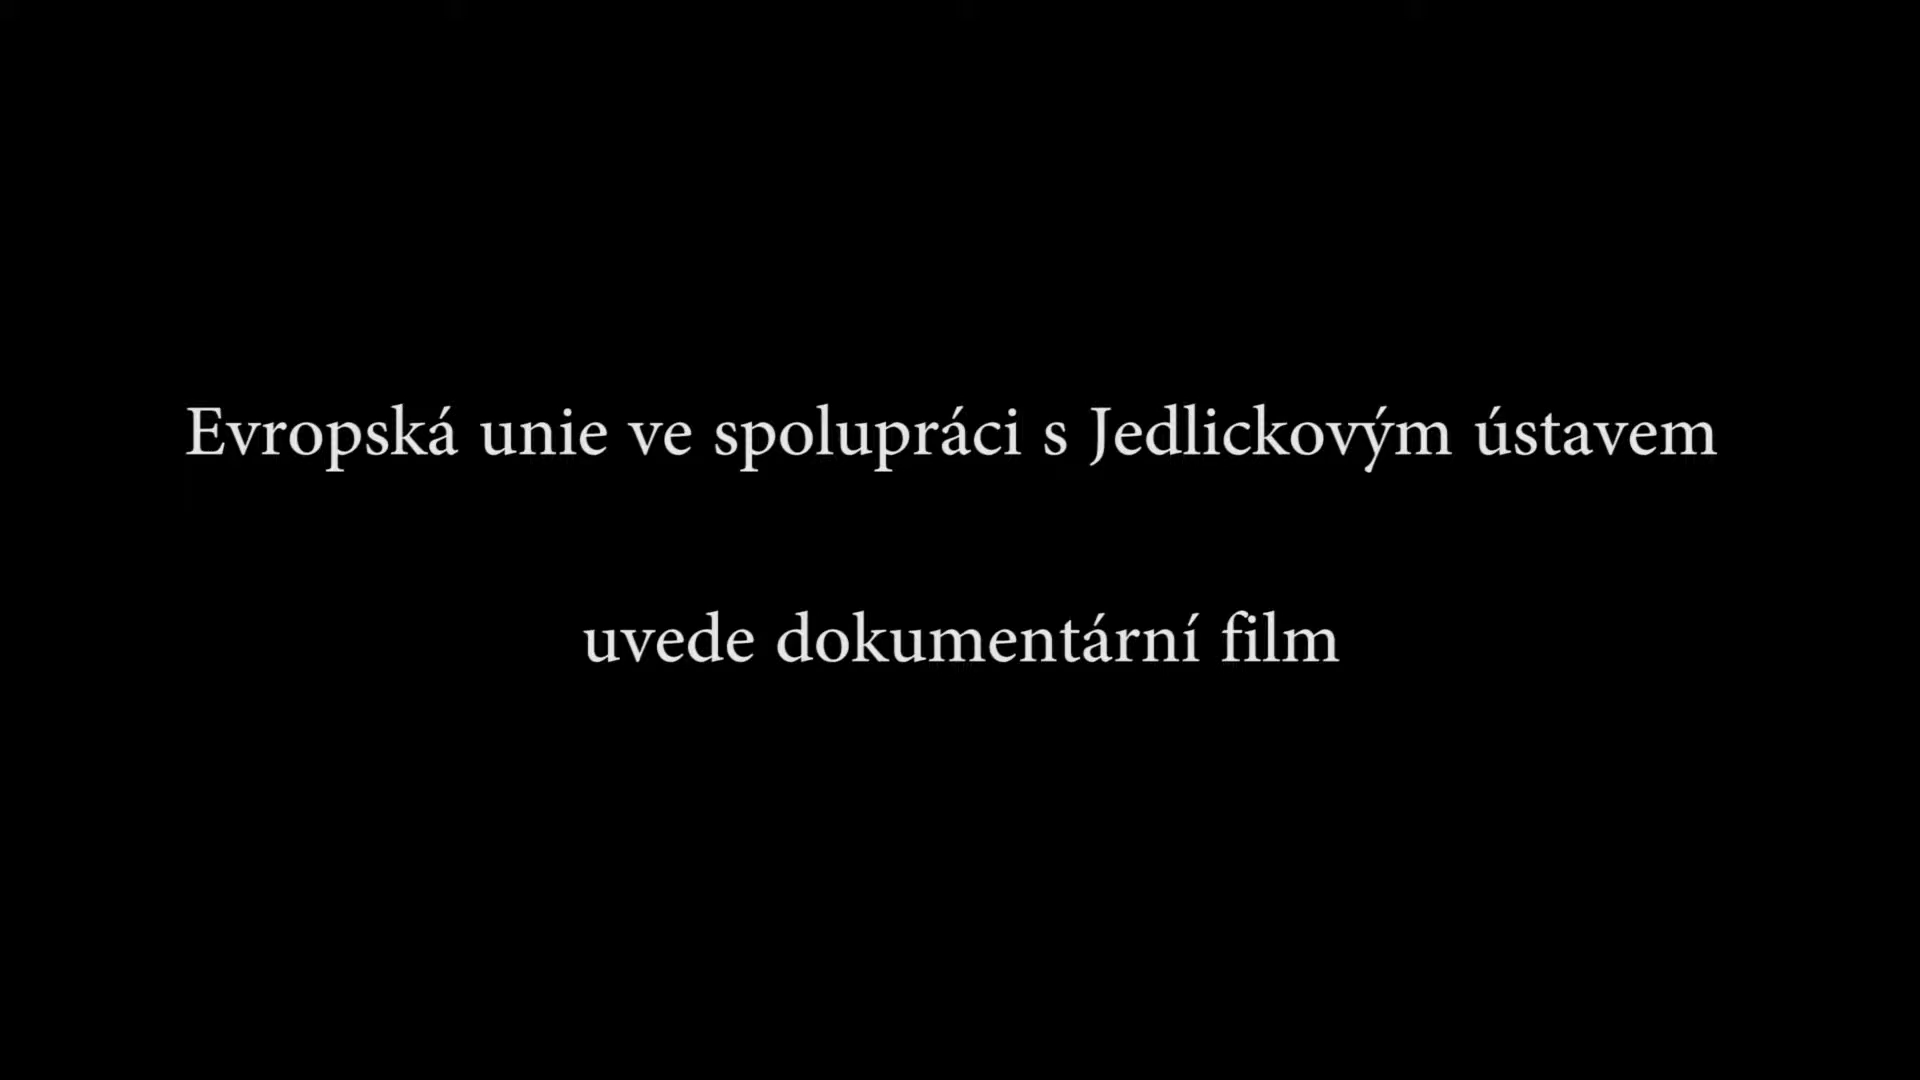 Evropská unie ve spolupráci s Jedlickovým ústavem
uvede dokumentární film